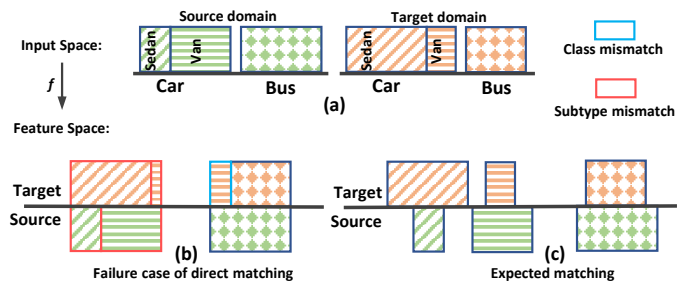 Source domain
Target domain
Input Space:
Sedan
Van
Sedan
Van
Class mismatch
f
Car
Bus
Car
Bus
(a)
Subtype mismatch
Feature Space:
Target
Source
Target
Source
(b)
(c)
Failure case of direct matching
Expected matching